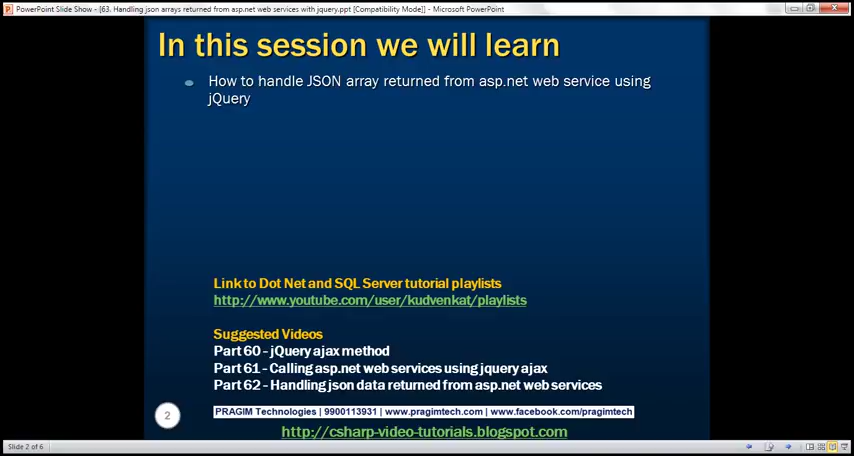 PowerPoint Slide Show - [63. Handling json arrays returned from asp.net web services with jquery.ppt [Compatibility Mode]] - Microsoft PowerPoint
In this session we will learn
How to handle JSON array returned from asp.net web service using
jQuery
Link to Dot Net and SQL Server tutorial playlists
http://www.youtube.com/user/kudvenkat/playlists
Suggested Videos
Part 60 - jQuery ajax method
Part 61 - Calling asp.net web services using jquery ajax
Part 62 - Handling json data returned from asp.net web services
2
PRAGIM Technologies | 9900113931 | www.pragimtech.com | www.facebook.com/pragimtech
http://csharp-video-tutorials.blogspot.com
Slide 2 of 6